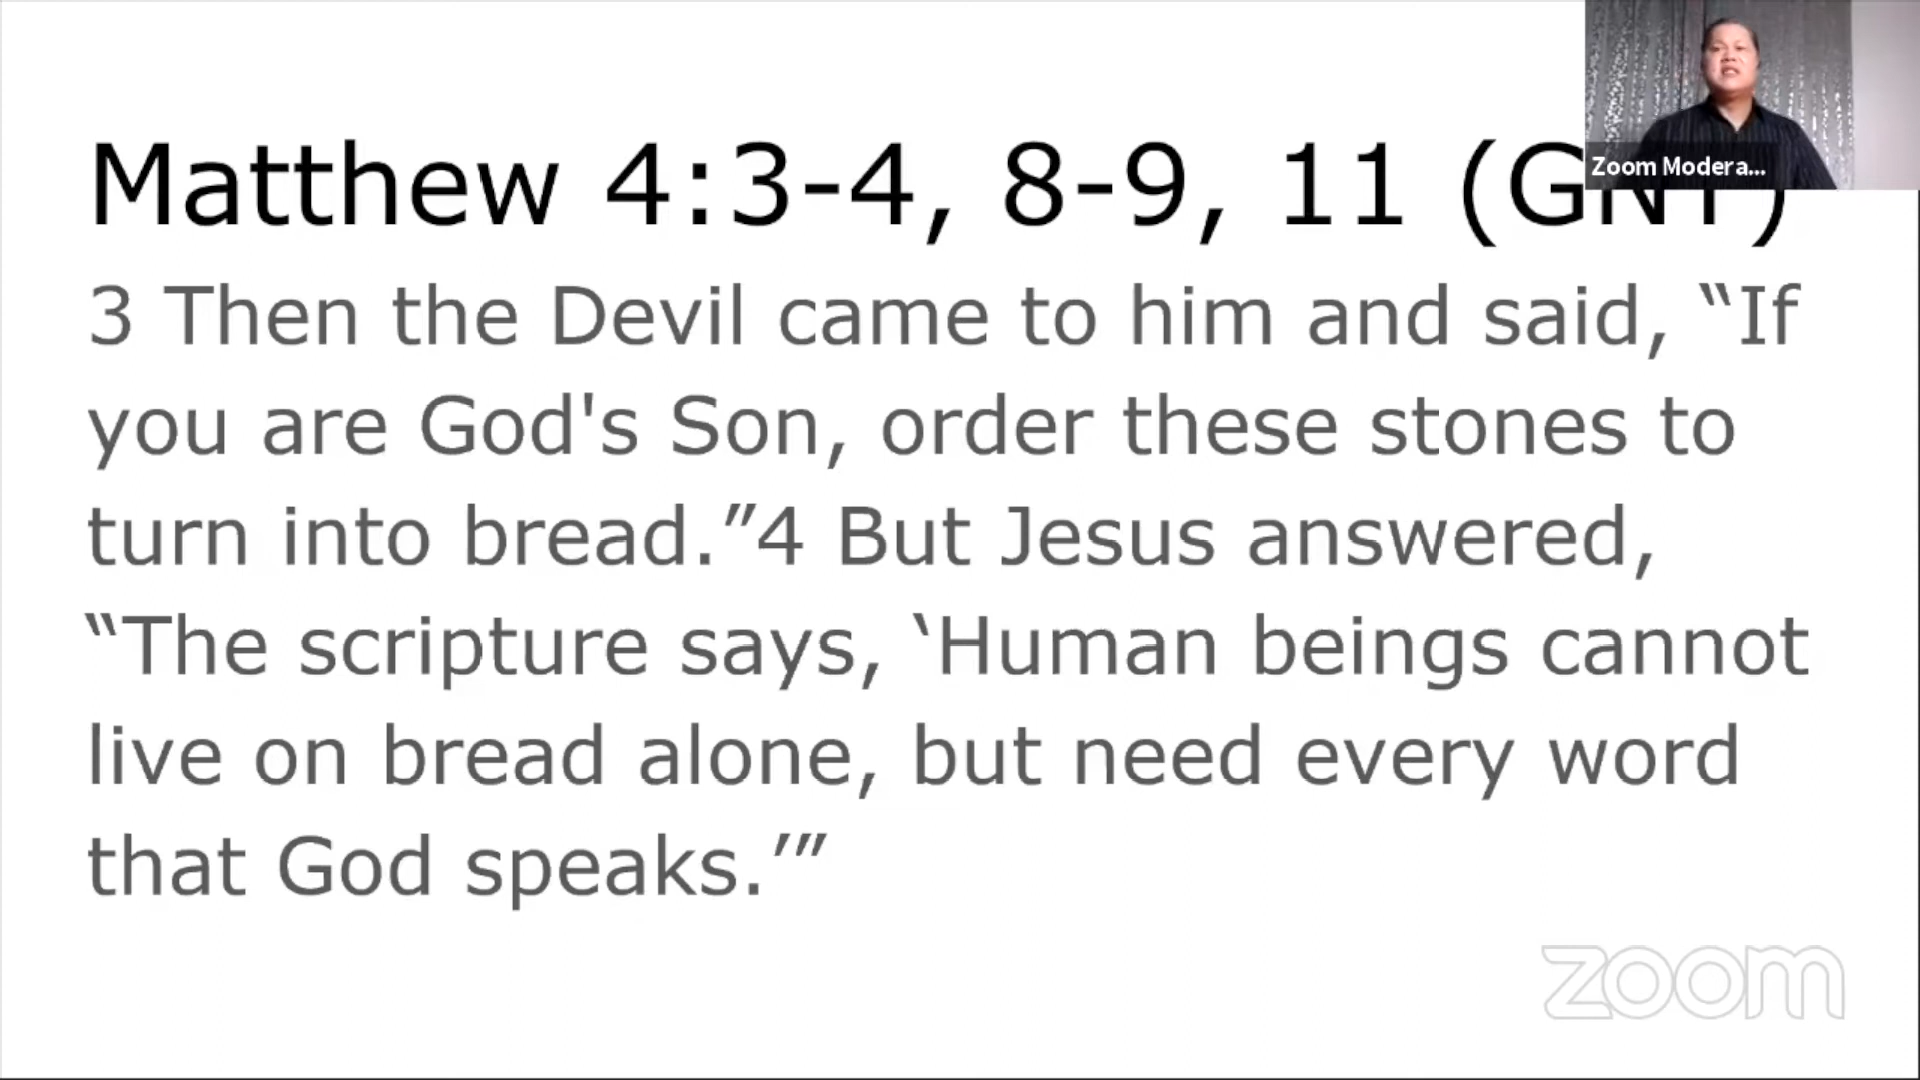 Matthew 4:3-4, 8-9, 11 (GNT)
Zoom Modera...
3 Then the Devil came to him and said, “If
you are God's Son, order these stones to
turn into bread.”4 But Jesus answered,
“The scripture says, ‘Human beings cannot
live on bread alone, but need every word
that God speaks.’”
zoom